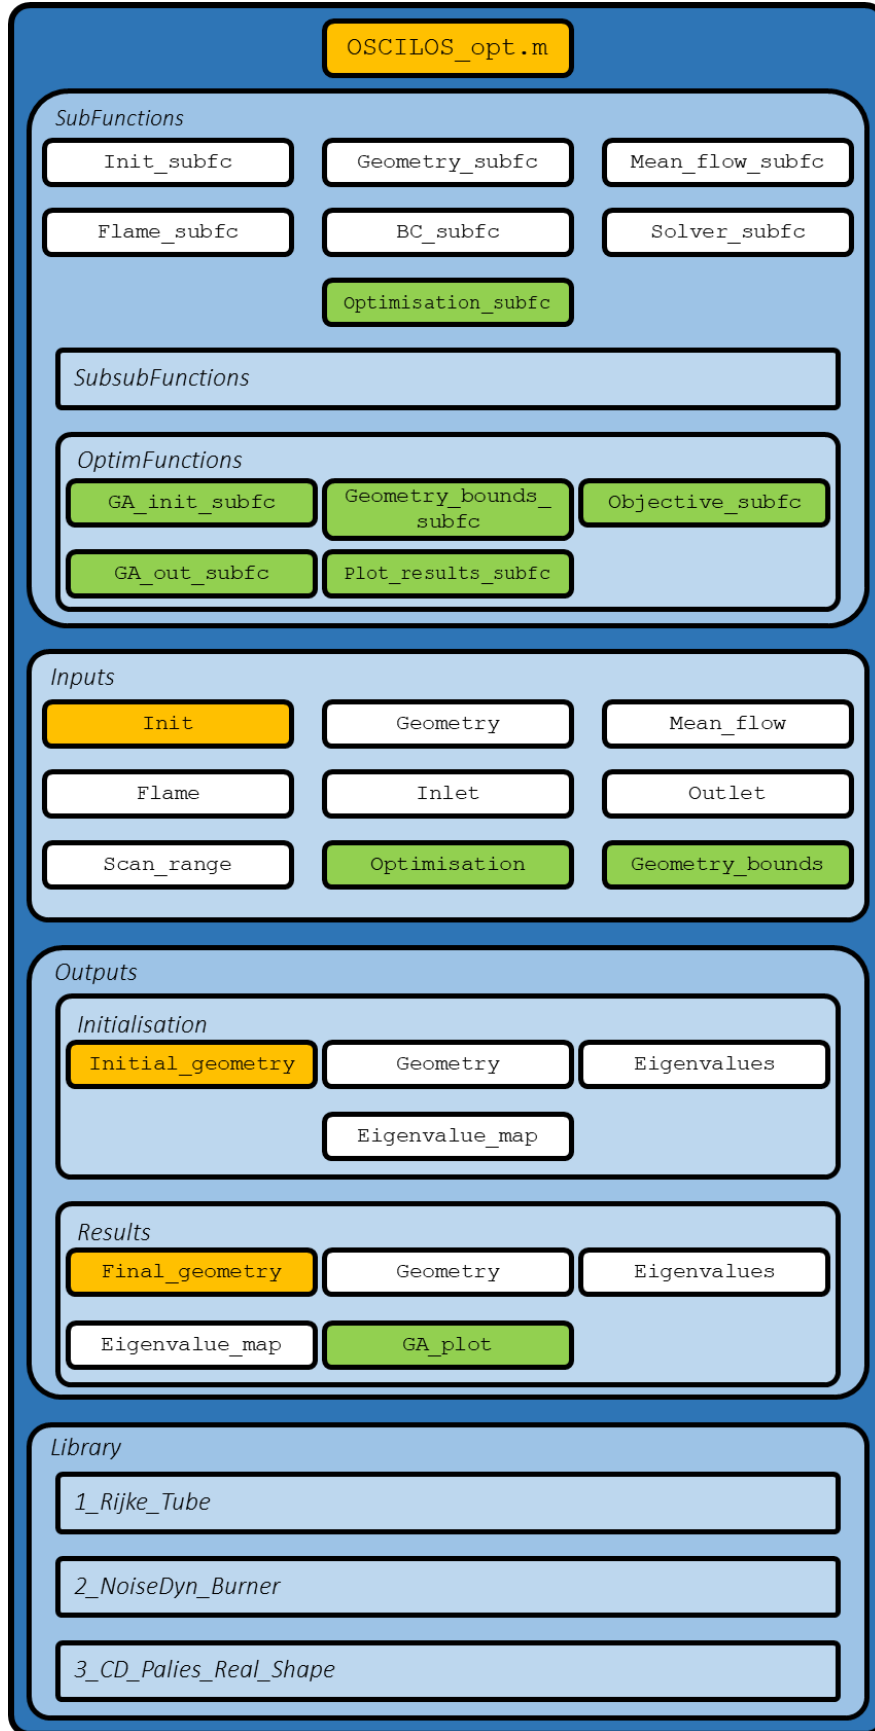 OSCILOS_opt.m
SubFunctions
Init_subfc
Geometry_subfc
Mean_flow_subfc
Flame_subfc
BC_subfc
Solver_subfc
Optimisation_subfc
SubsubFunctions
OptimFunctions
GA_init_subfc
Geometry_bounds_
subfc
Objective_subfc
GA_out_subfc
Plot_results_subfc
Inputs
Init
Geometry
Mean_flow
Flame
Inlet
Outlet
Scan_range
Optimisation
Geometry_bounds
Outputs
Initialisation
Initial_geometry
Geometry
Eigenvalues
Eigenvalue_map
Results
Final_geometry
Geometry
Eigenvalues
Eigenvalue_map
GA_plot
Library
1_Rijke_Tube
2_NoiseDyn_Burner
3_CD_Palies_Real_Shape